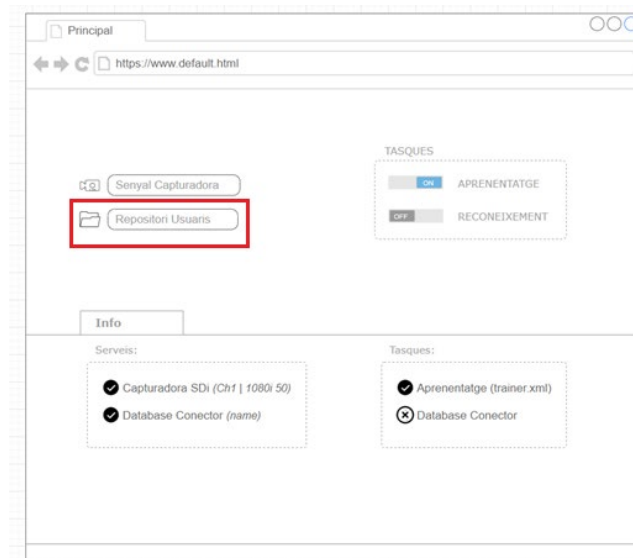 Principal
https://www.default.html
TASQUES
Senyal Capturadora
ON APRENENTATGE
Repositori Usuaris
OFF RECONEIXEMENT
Info
Serveis:
Capturadora SDi (Ch1 | 1080i 50)
Database Conector (name)
Tasques:
Aprenentatge (trainer.xml)
Database Conector